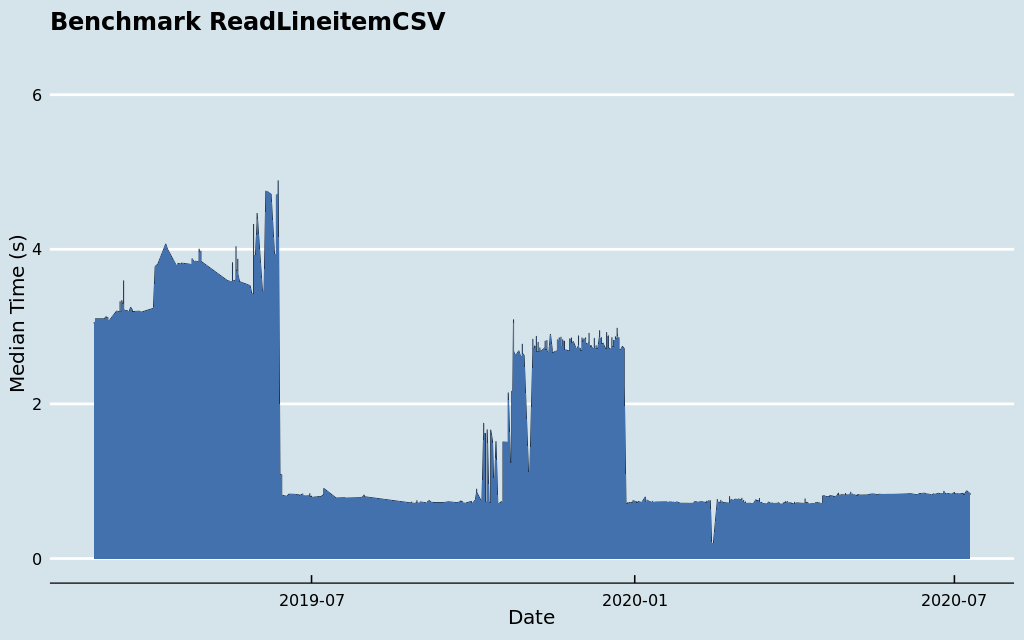 Benchmark ReadLineitemCSV
6
4
2
0
Median Time (s)
2019-07
2020-01
2020-07
Date